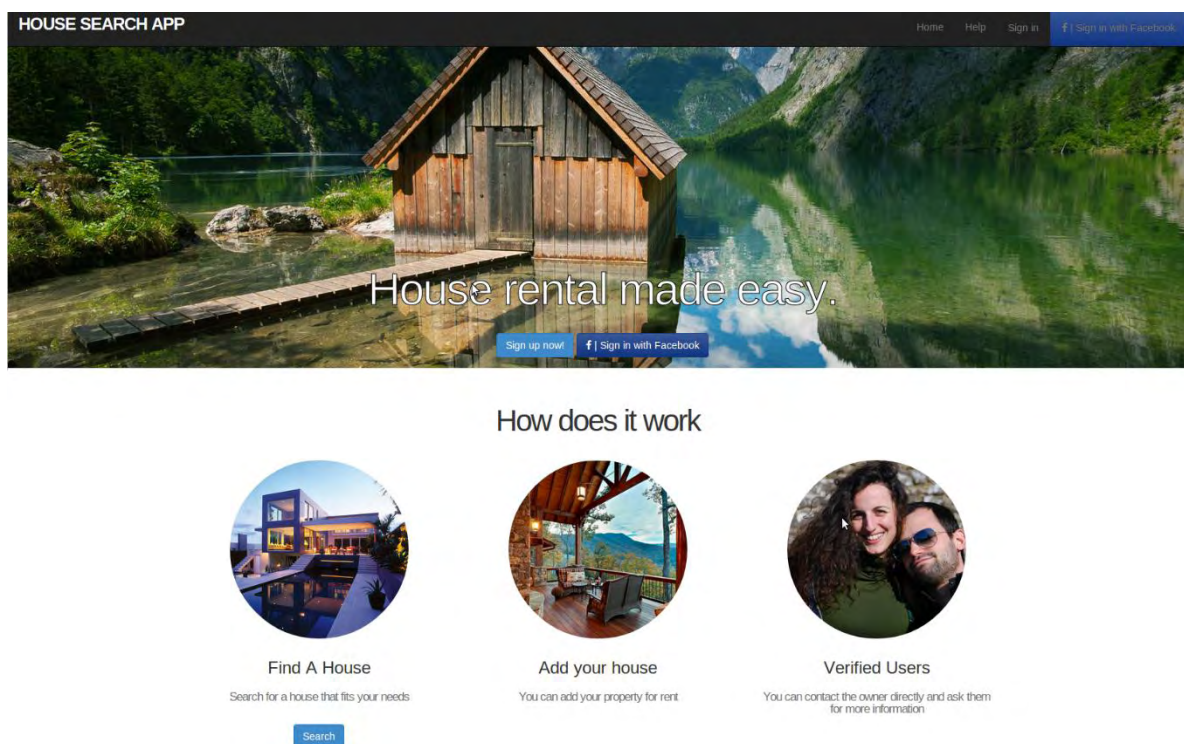 HOUSE SEARCH APP
Home Help Sign in f | Sign in with Facebook
House rental made easy.
Sign up now! f | Sign in with Facebook
How does it work
Find A House
Search for a house that fits your needs
Search
Add your house
You can add your property for rent
Verified Users
You can contact the owner directly and ask them
for more information